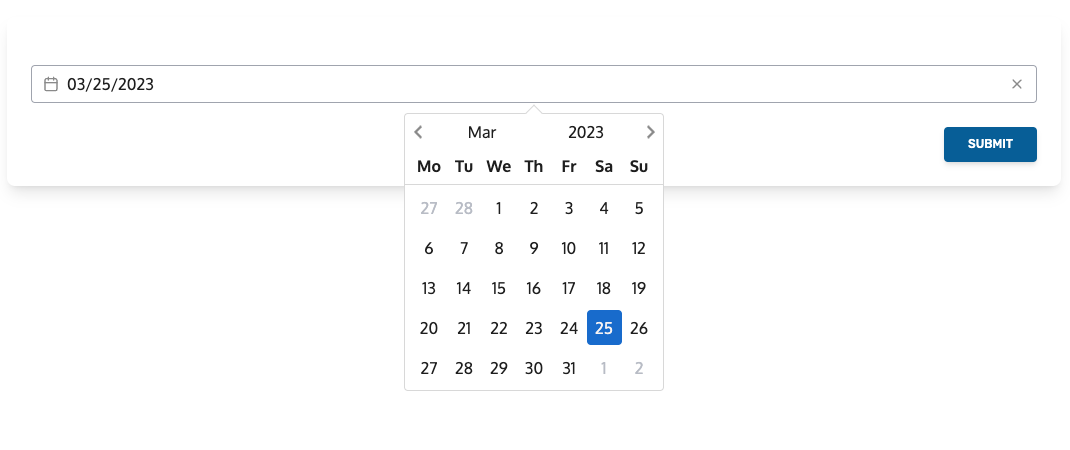 03/25/2023
Mar 2023
SUBMIT
Mo Tu We Th Fr Sa Su
27 28 1 2 3 4 5
6 7 8 9 10 11 12
13 14 15 16 17 18 19
20 21 22 23 24 25 26
27 28 29 30 31 1 2